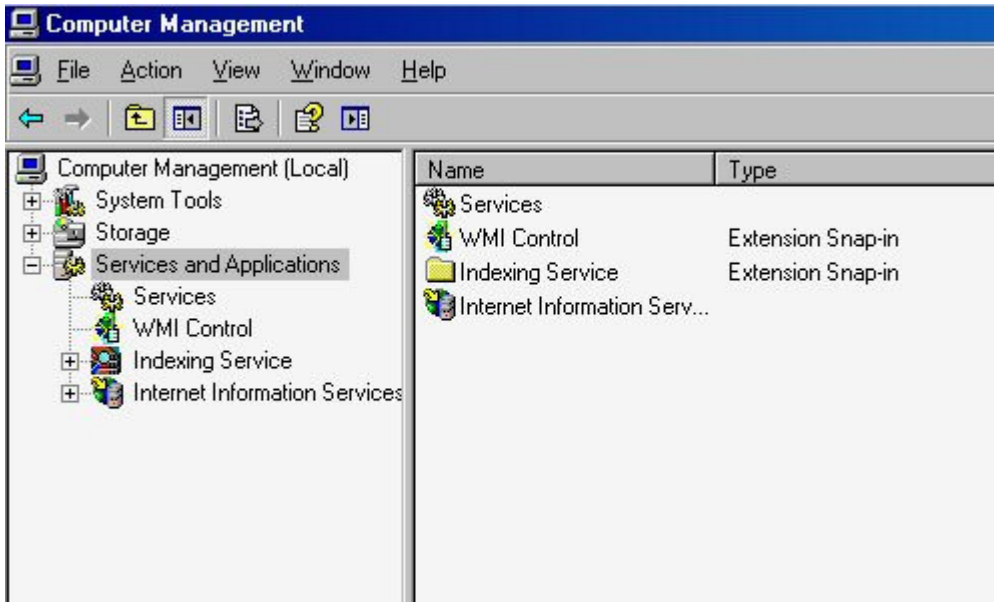 Computer Management
File Action View Window Help
Computer Management (Local)
System Tools
Storage
Services and Applications
Services
WMI Control
Indexing Service
Internet Information Services
Name Type
Services
WMI Control Extension Snap-in
Indexing Service Extension Snap-in
Internet Information Serv...